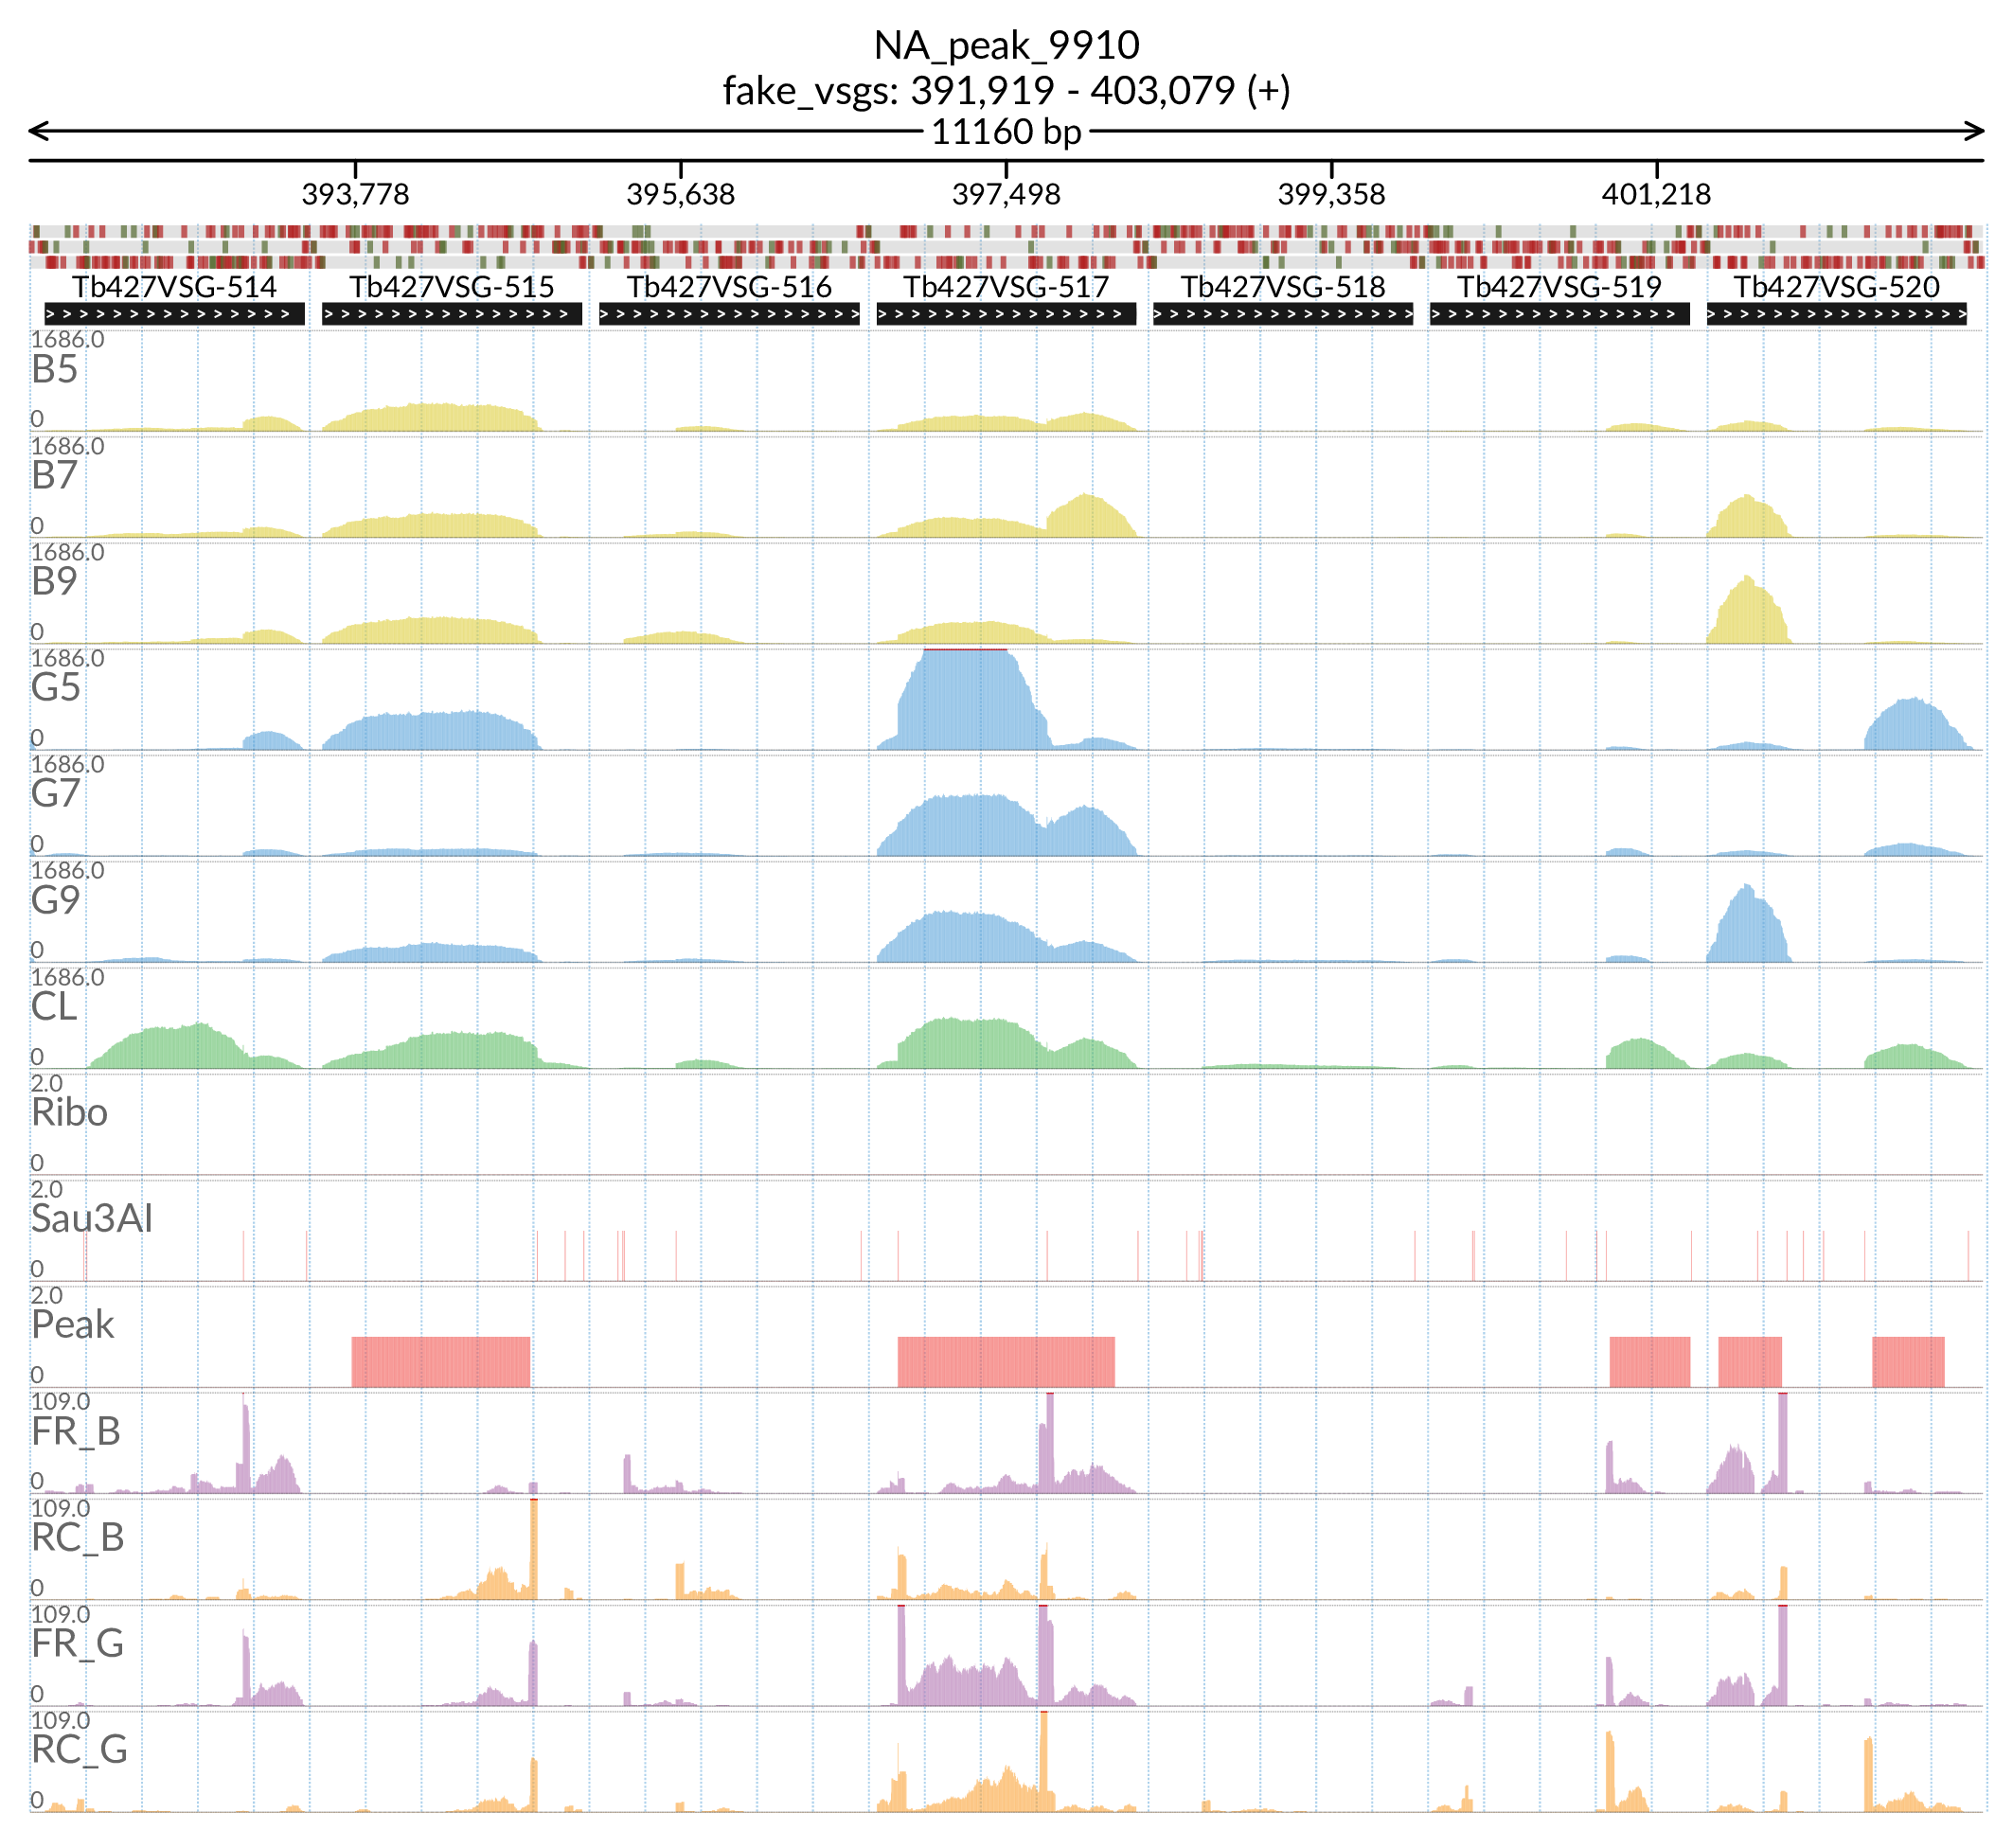 NA_peak_9910
fake_vsgs: 391,919 - 403,079 (+)
11160 bp
393,778 395,638 397,498 399,358 401,218
Tb427VSG-514 Tb427VSG-515 Tb427VSG-516 Tb427VSG-517 Tb427VSG-518 Tb427VSG-519 Tb427VSG-520
1686.0
B5
0
1686.0
B7
0
1686.0
B9
0
1686.0
G5
0
1686.0
G7
0
1686.0
G9
0
1686.0
CL
0
2.0
Ribo
0
2.0
Sau3AI
0
2.0
Peak
0
109.0
FR_B
0
109.0
RC_B
0
109.0
FR_G
0
109.0
RC_G
0